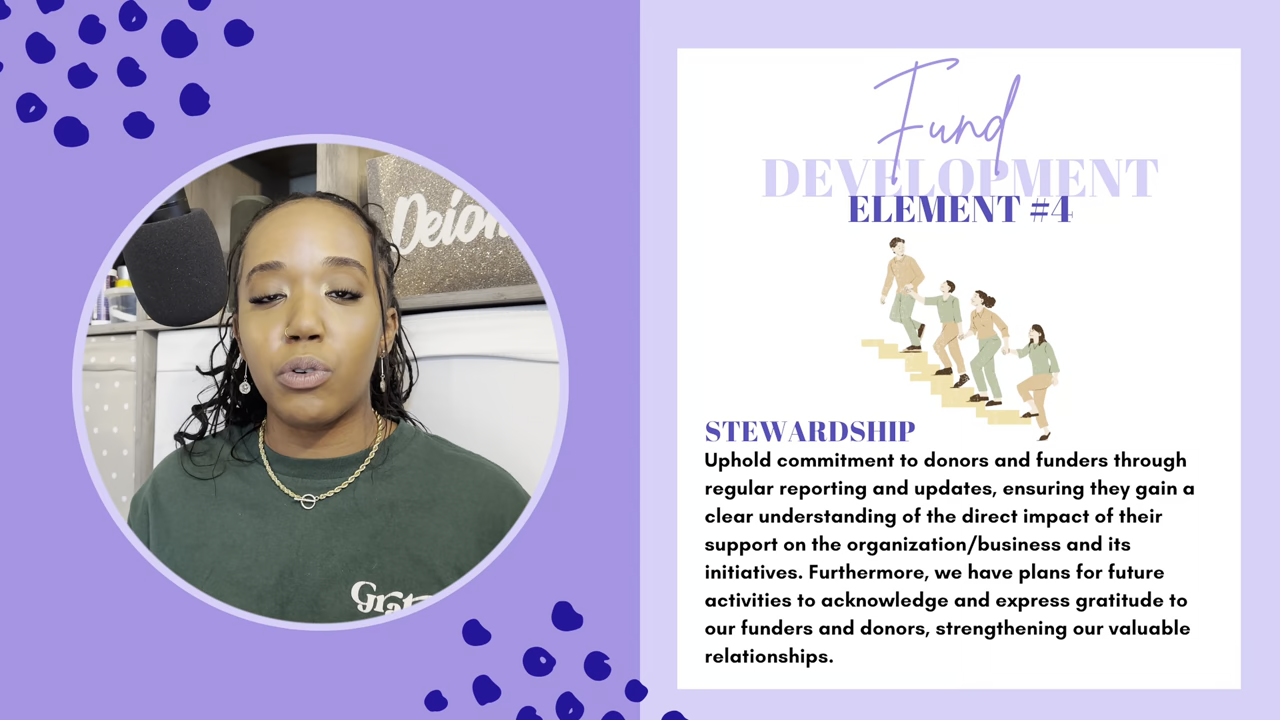 Deion
Grat
Fund
DEVELOPMENT
ELEMENT #4
STEWARDSHIP
Uphold commitment to donors and funders through
regular reporting and updates, ensuring they gain a
clear understanding of the direct impact of their
support on the organization/business and its
initiatives. Furthermore, we have plans for future
activities to acknowledge and express gratitude to
our funders and donors, strengthening our valuable
relationships.